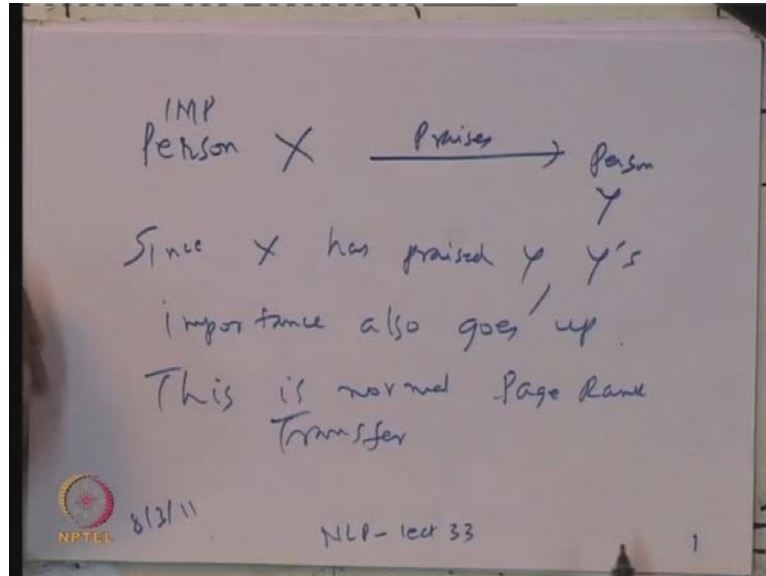 IMP
Person X Praises Person
Y
Since X has praised Y, Y's
importance also goes up.
This is normal Page Rank
Transfer
NPTEL 8/3/11 NLP - lect 33 1